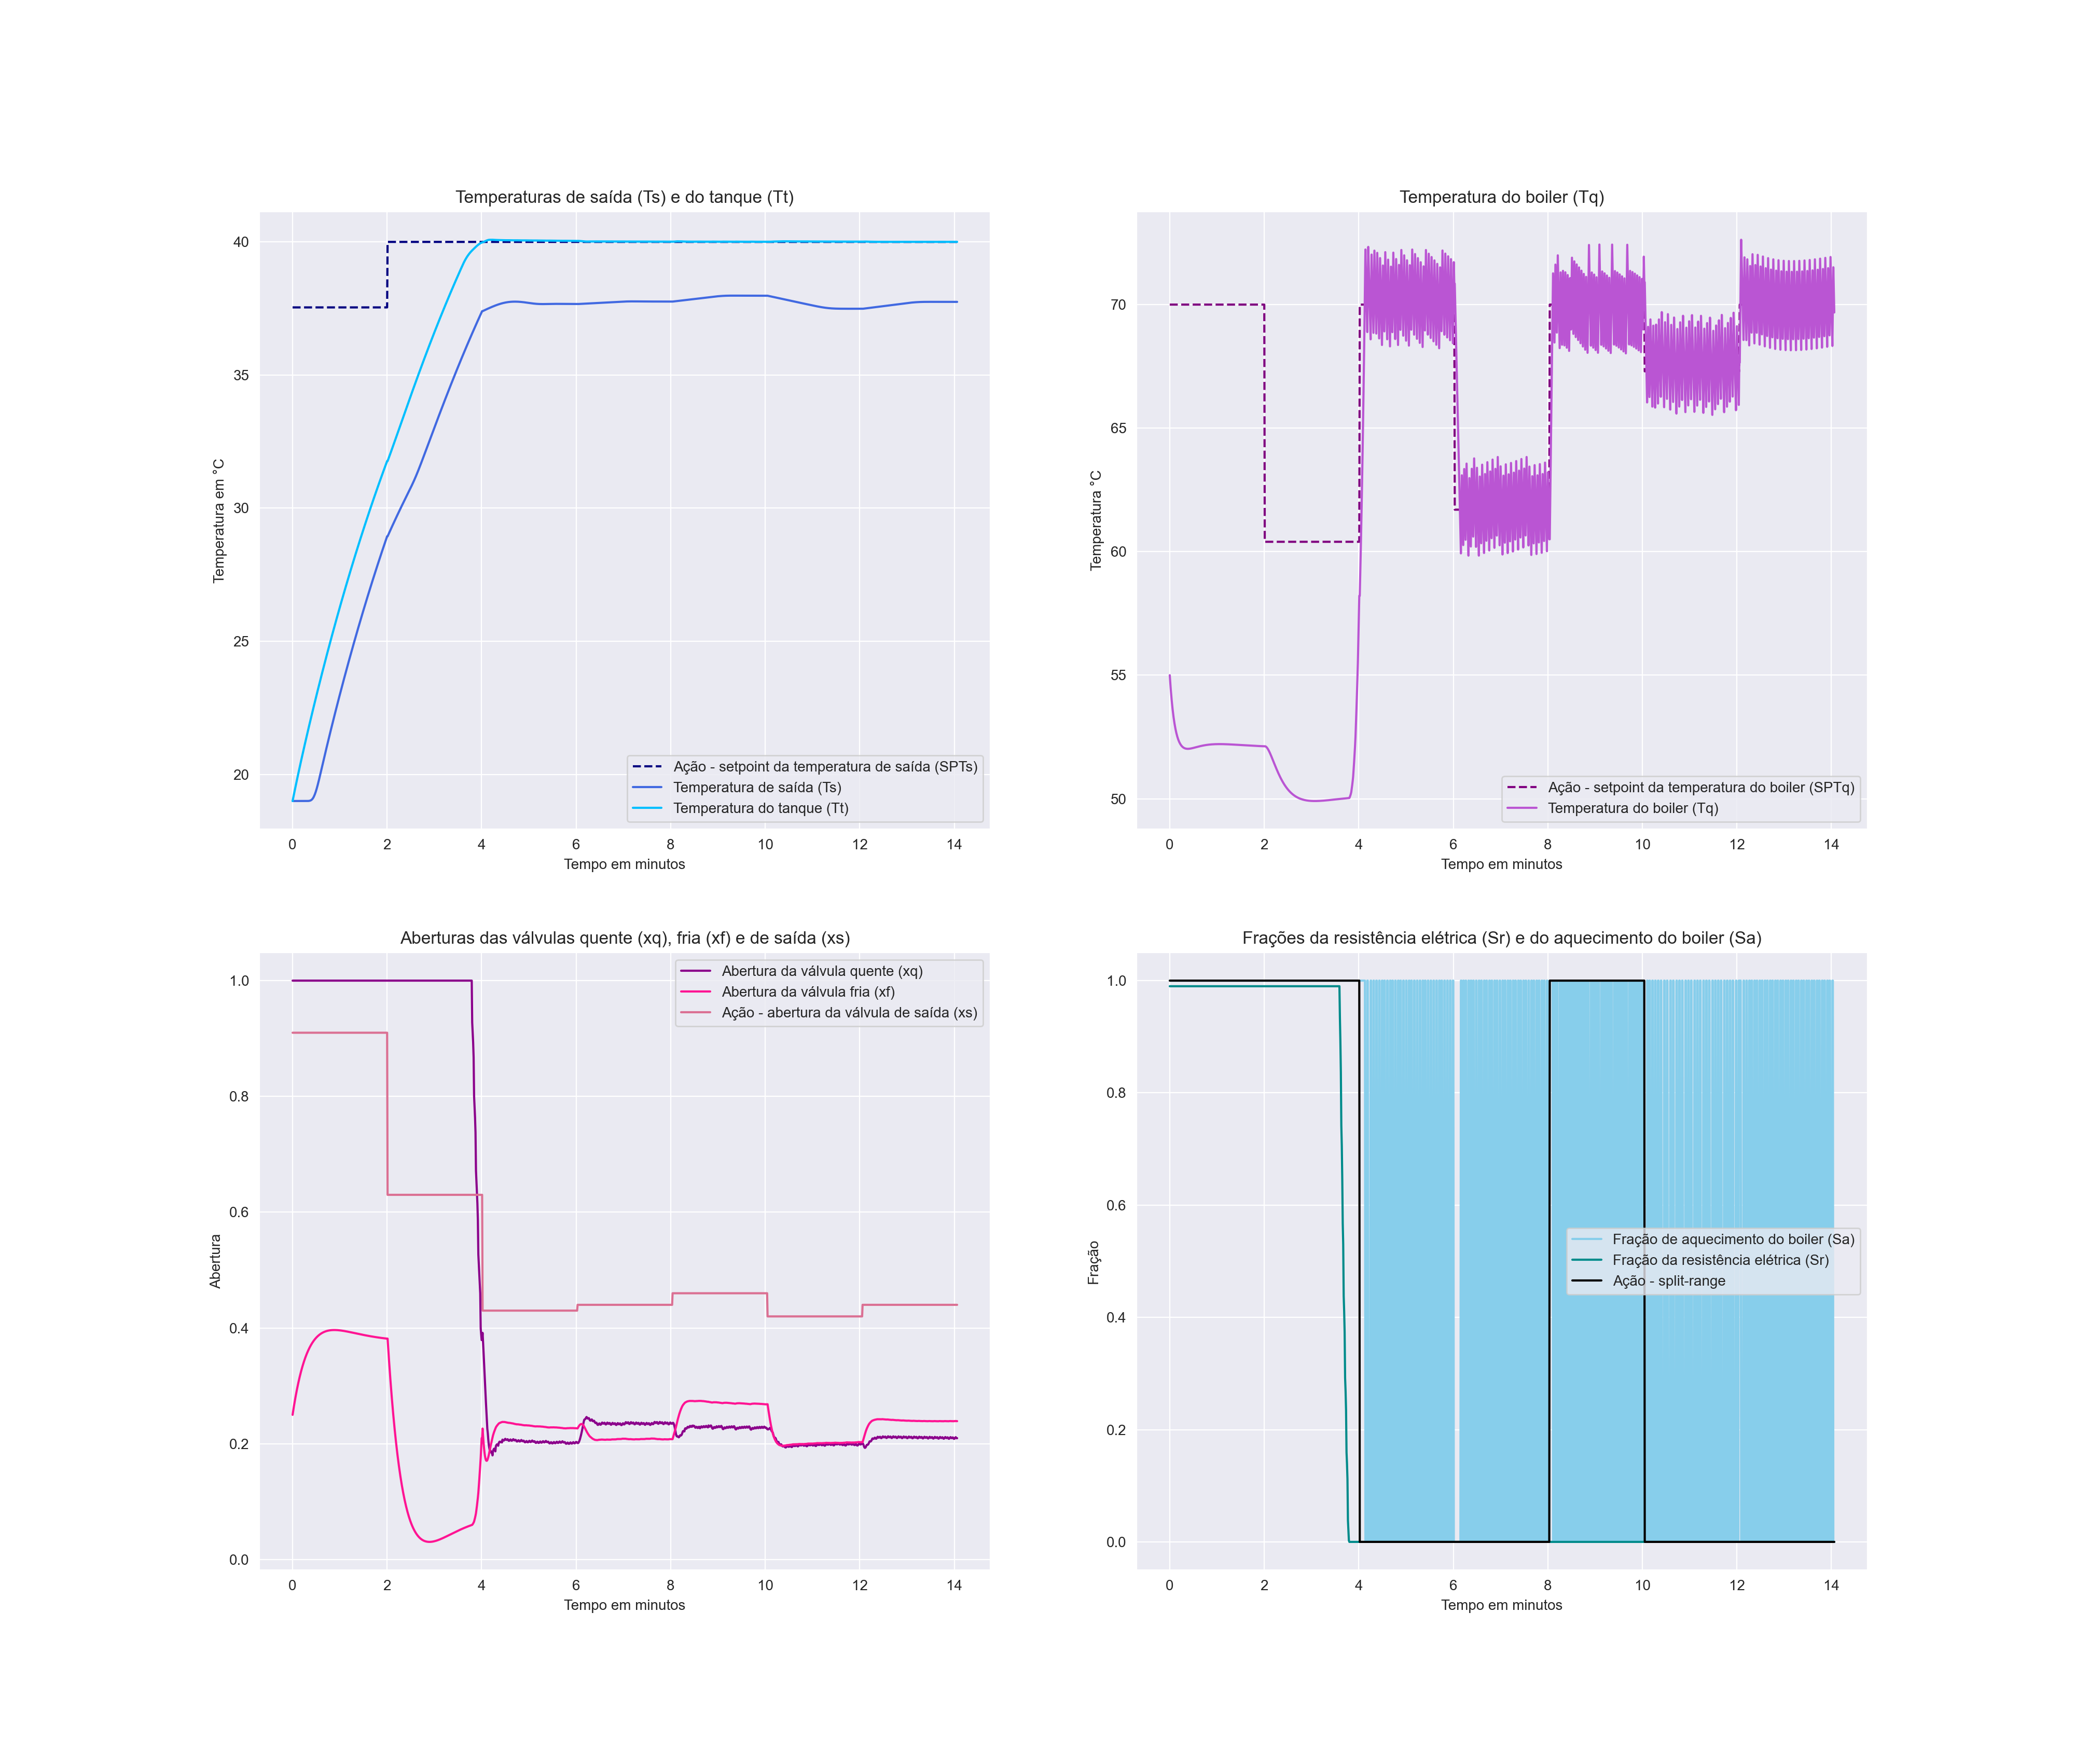 Temperaturas de saída (Ts) e do tanque (Tt)
40
35
30
25
20
Temperatura em °C
Ação - setpoint da temperatura de saída (SPTs)
Temperatura de saída (Ts)
Temperatura do tanque (Tt)
0 2 4 6 8 10 12 14
Tempo em minutos
Temperatura do boiler (Tq)
70
65
60
55
50
Temperatura °C
Ação - setpoint da temperatura do boiler (SPTq)
Temperatura do boiler (Tq)
0 2 4 6 8 10 12 14
Tempo em minutos
Aberturas das válvulas quente (xq), fria (xf) e de saída (xs)
1.0
0.8
0.6
0.4
0.2
0.0
Abertura
Abertura da válvula quente (xq)
Abertura da válvula fria (xf)
Ação - abertura da válvula de saída (xs)
0 2 4 6 8 10 12 14
Tempo em minutos
Frações da resistência elétrica (Sr) e do aquecimento do boiler (Sa)
1.0
0.8
0.6
0.4
0.2
0.0
Fração
Fração de aquecimento do boiler (Sa)
Fração da resistência elétrica (Sr)
Ação - split-range
0 2 4 6 8 10 12 14
Tempo em minutos